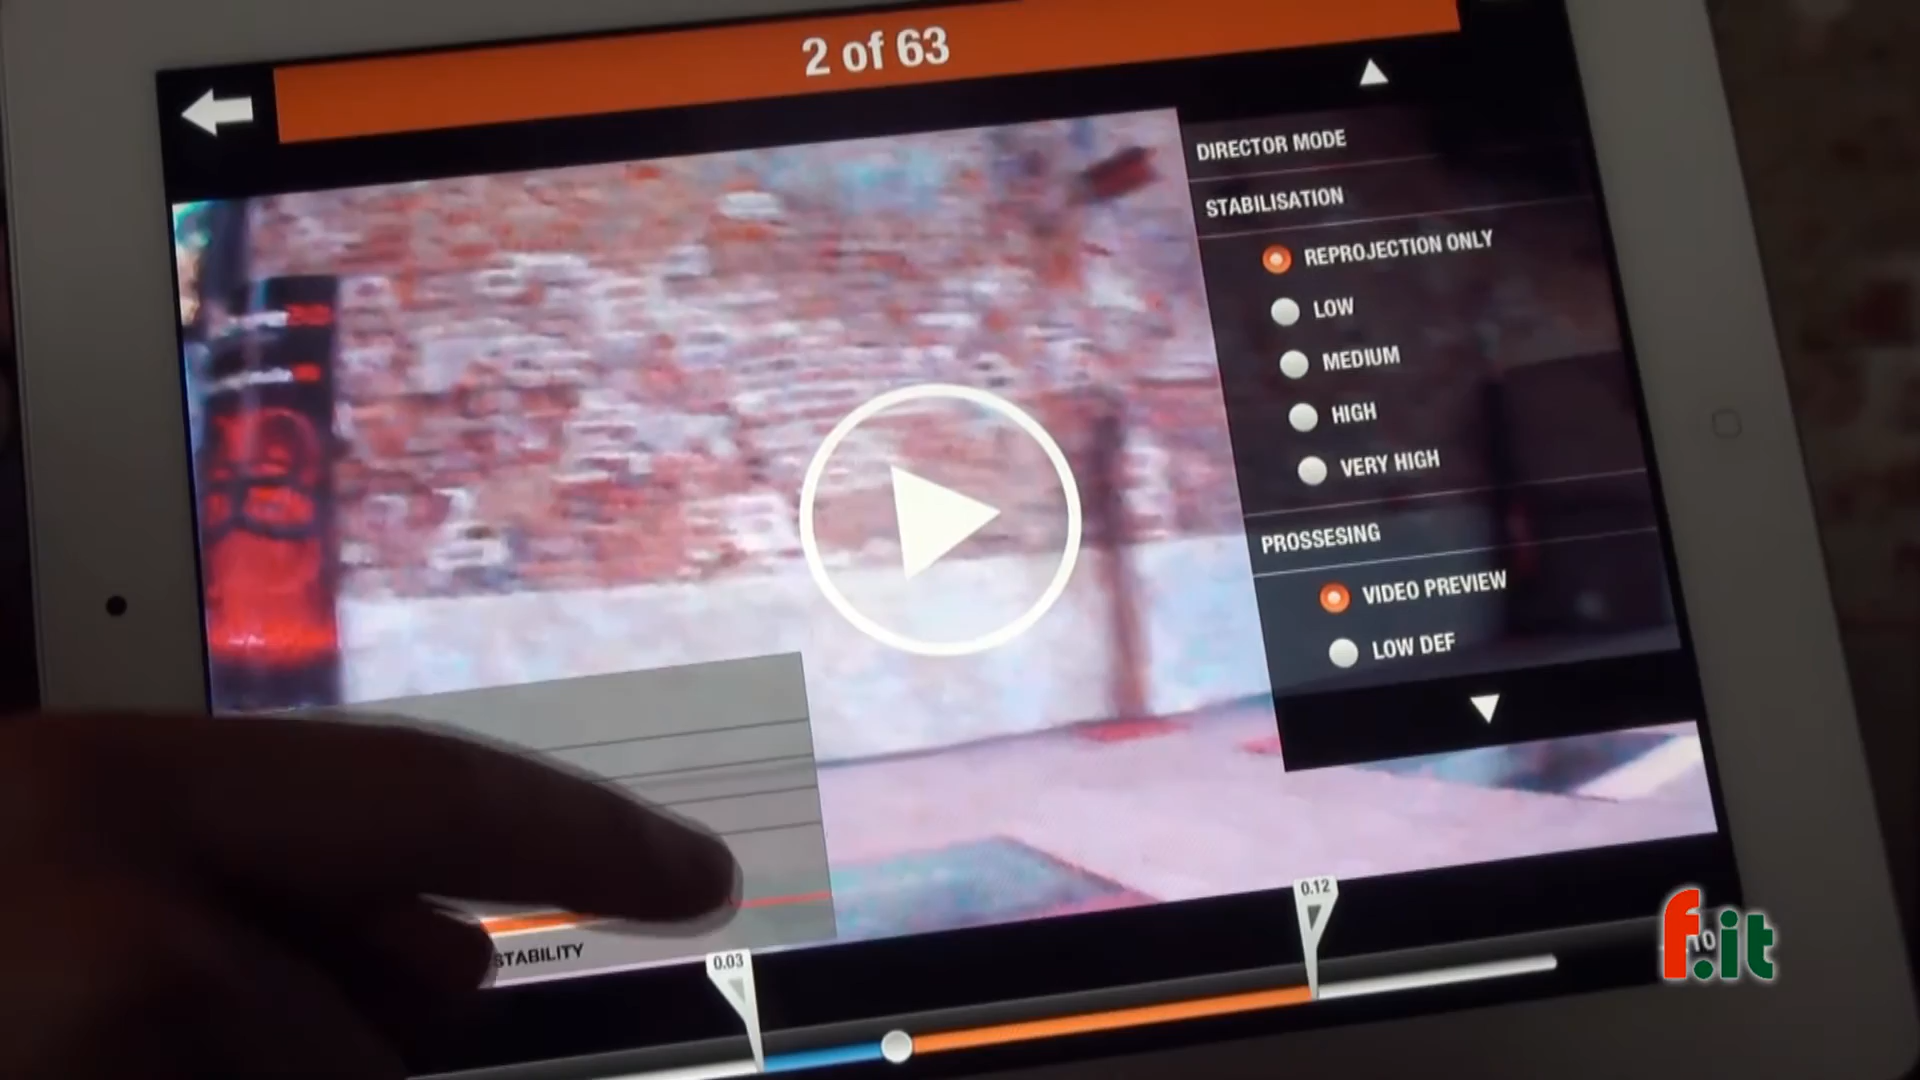 2 of 63
DIRECTOR MODE
STABILISATION
REPROJECTION ONLY
LOW
MEDIUM
HIGH
VERY HIGH
PROSSESING
VIDEO PREVIEW
LOW DEF
STABILITY
0.03
0.12
10
f.it